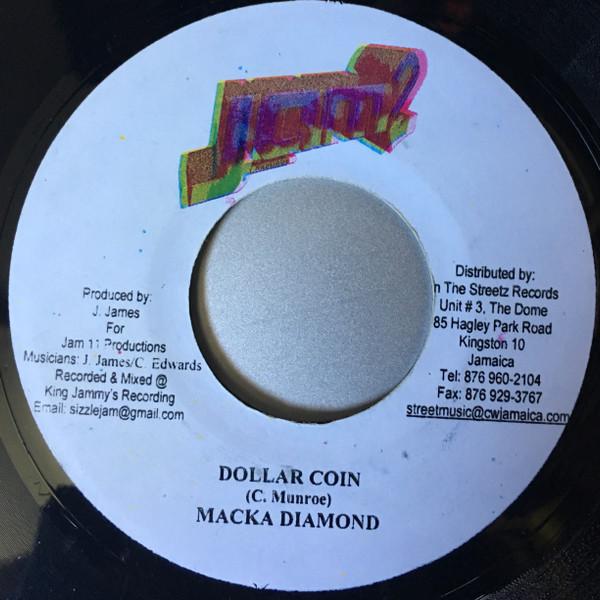 Jam2
Produced by:
J. James
For
Jam 11 Productions
Musicians: J. James/C. Edwards
Recorded & Mixed @
King Jammy's Recording
Email: sizzlejam@gmail.com
Distributed by:
n The Streetz Records
Unit # 3, The Dome
85 Hagley Park Road
Kingston 10
Jamaica
Tel: 876 960-2104
Fax: 876 929-3767
streetmusic@cwjamaica.com
DOLLAR COIN
(C. Munroe)
MACKA DIAMOND